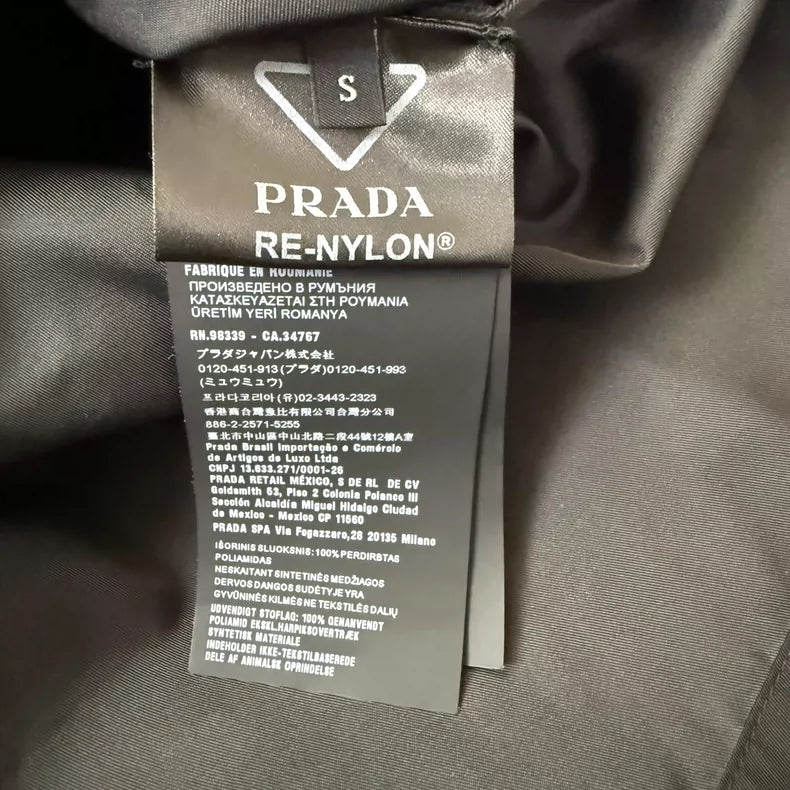 S
PRADA
RE-NYLON®
FABRIQUÉ EN ROUMANIE
ПРОИЗВЕДЕНО В РУМЪНИЯ
ΚΑΤΑΣΚΕΥΑΖΕΤΑΙ ΣΤΗ ΡΟΥΜΑΝΙΑ
ÜRETİM YERİ ROMANYA
RN.98339 - CA.34767
プラダジャパン株式会社
0120-451-913(プラダ)0120-451-993
(ミュウミュウ)
프라다코리아(유)02-3443-2323
香港商台灣意比有限公司台灣分公司
886-2-2571-5255
臺北市中山區中山北路二段44號12樓A室
Prada Brasil Importação e Comércio
de Artigos de Luxo Ltda
CNPJ 13.633.271/0001-26
PRADA RETAIL MÉXICO, S DE RL DE CV
Goldsmith 53, Piso 2 Colonia Polanco III
Sección Alcaldía Miguel Hidalgo Ciudad
de Mexico - Mexico CP 11560
PRADA SPA Via Fogazzaro,28 20135 Milano
IŠORINIS SLUOKSNIS: 100% PERDIRBTAS
POLIAMIDAS
NESKAITANT SINTETINĖS MEDŽIAGOS
DERVOS DANGOS SUDĖTYJE YRA
GYVŪNINĖS KILMĖS NE TEKSTILĖS DALIŲ
UDVENDIGT STOFLAG: 100% GENANVENDT
POLIAMID EKSKL.HARPIKSOVERTRÆK
SYNTETISK MATERIALE
INDEHOLDER IKKE-TEKSTILBASEREDE
DELE AF ANIMALSK OPRINDELSE